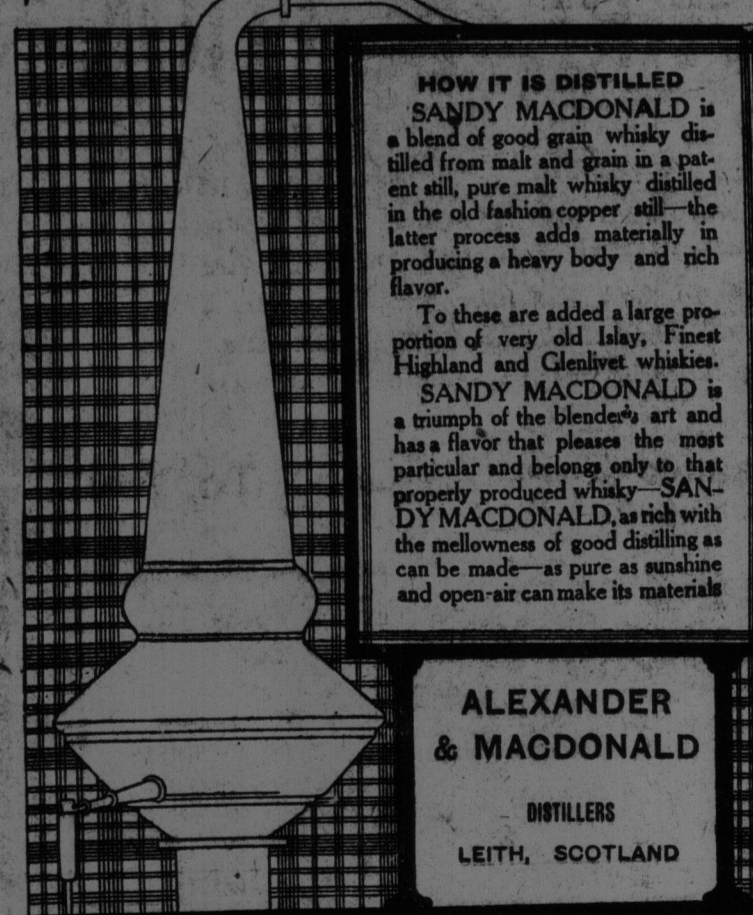 HOW IT IS DISTILLED
SANDY MACDONALD is
a blend of good grain whisky dis-
tilled from malt and grain in a pat-
ent still, pure malt whisky distilled
in the old fashion copper still—the
latter process adds materially in
producing a heavy body and rich
flavor.
To these are added a large pro-
portion of very old Islay, Finest
Highland and Glenlivet whiskies.
SANDY MACDONALD is
a triumph of the blender's art and
has a flavor that pleases the most
particular and belongs only to that
properly produced whisky—SAN-
DY MACDONALD, as rich with
the mellowness of good distilling as
can be made—as pure as sunshine
and open-air can make its materials
ALEXANDER
& MACDONALD
DISTILLERS
LEITH, SCOTLAND